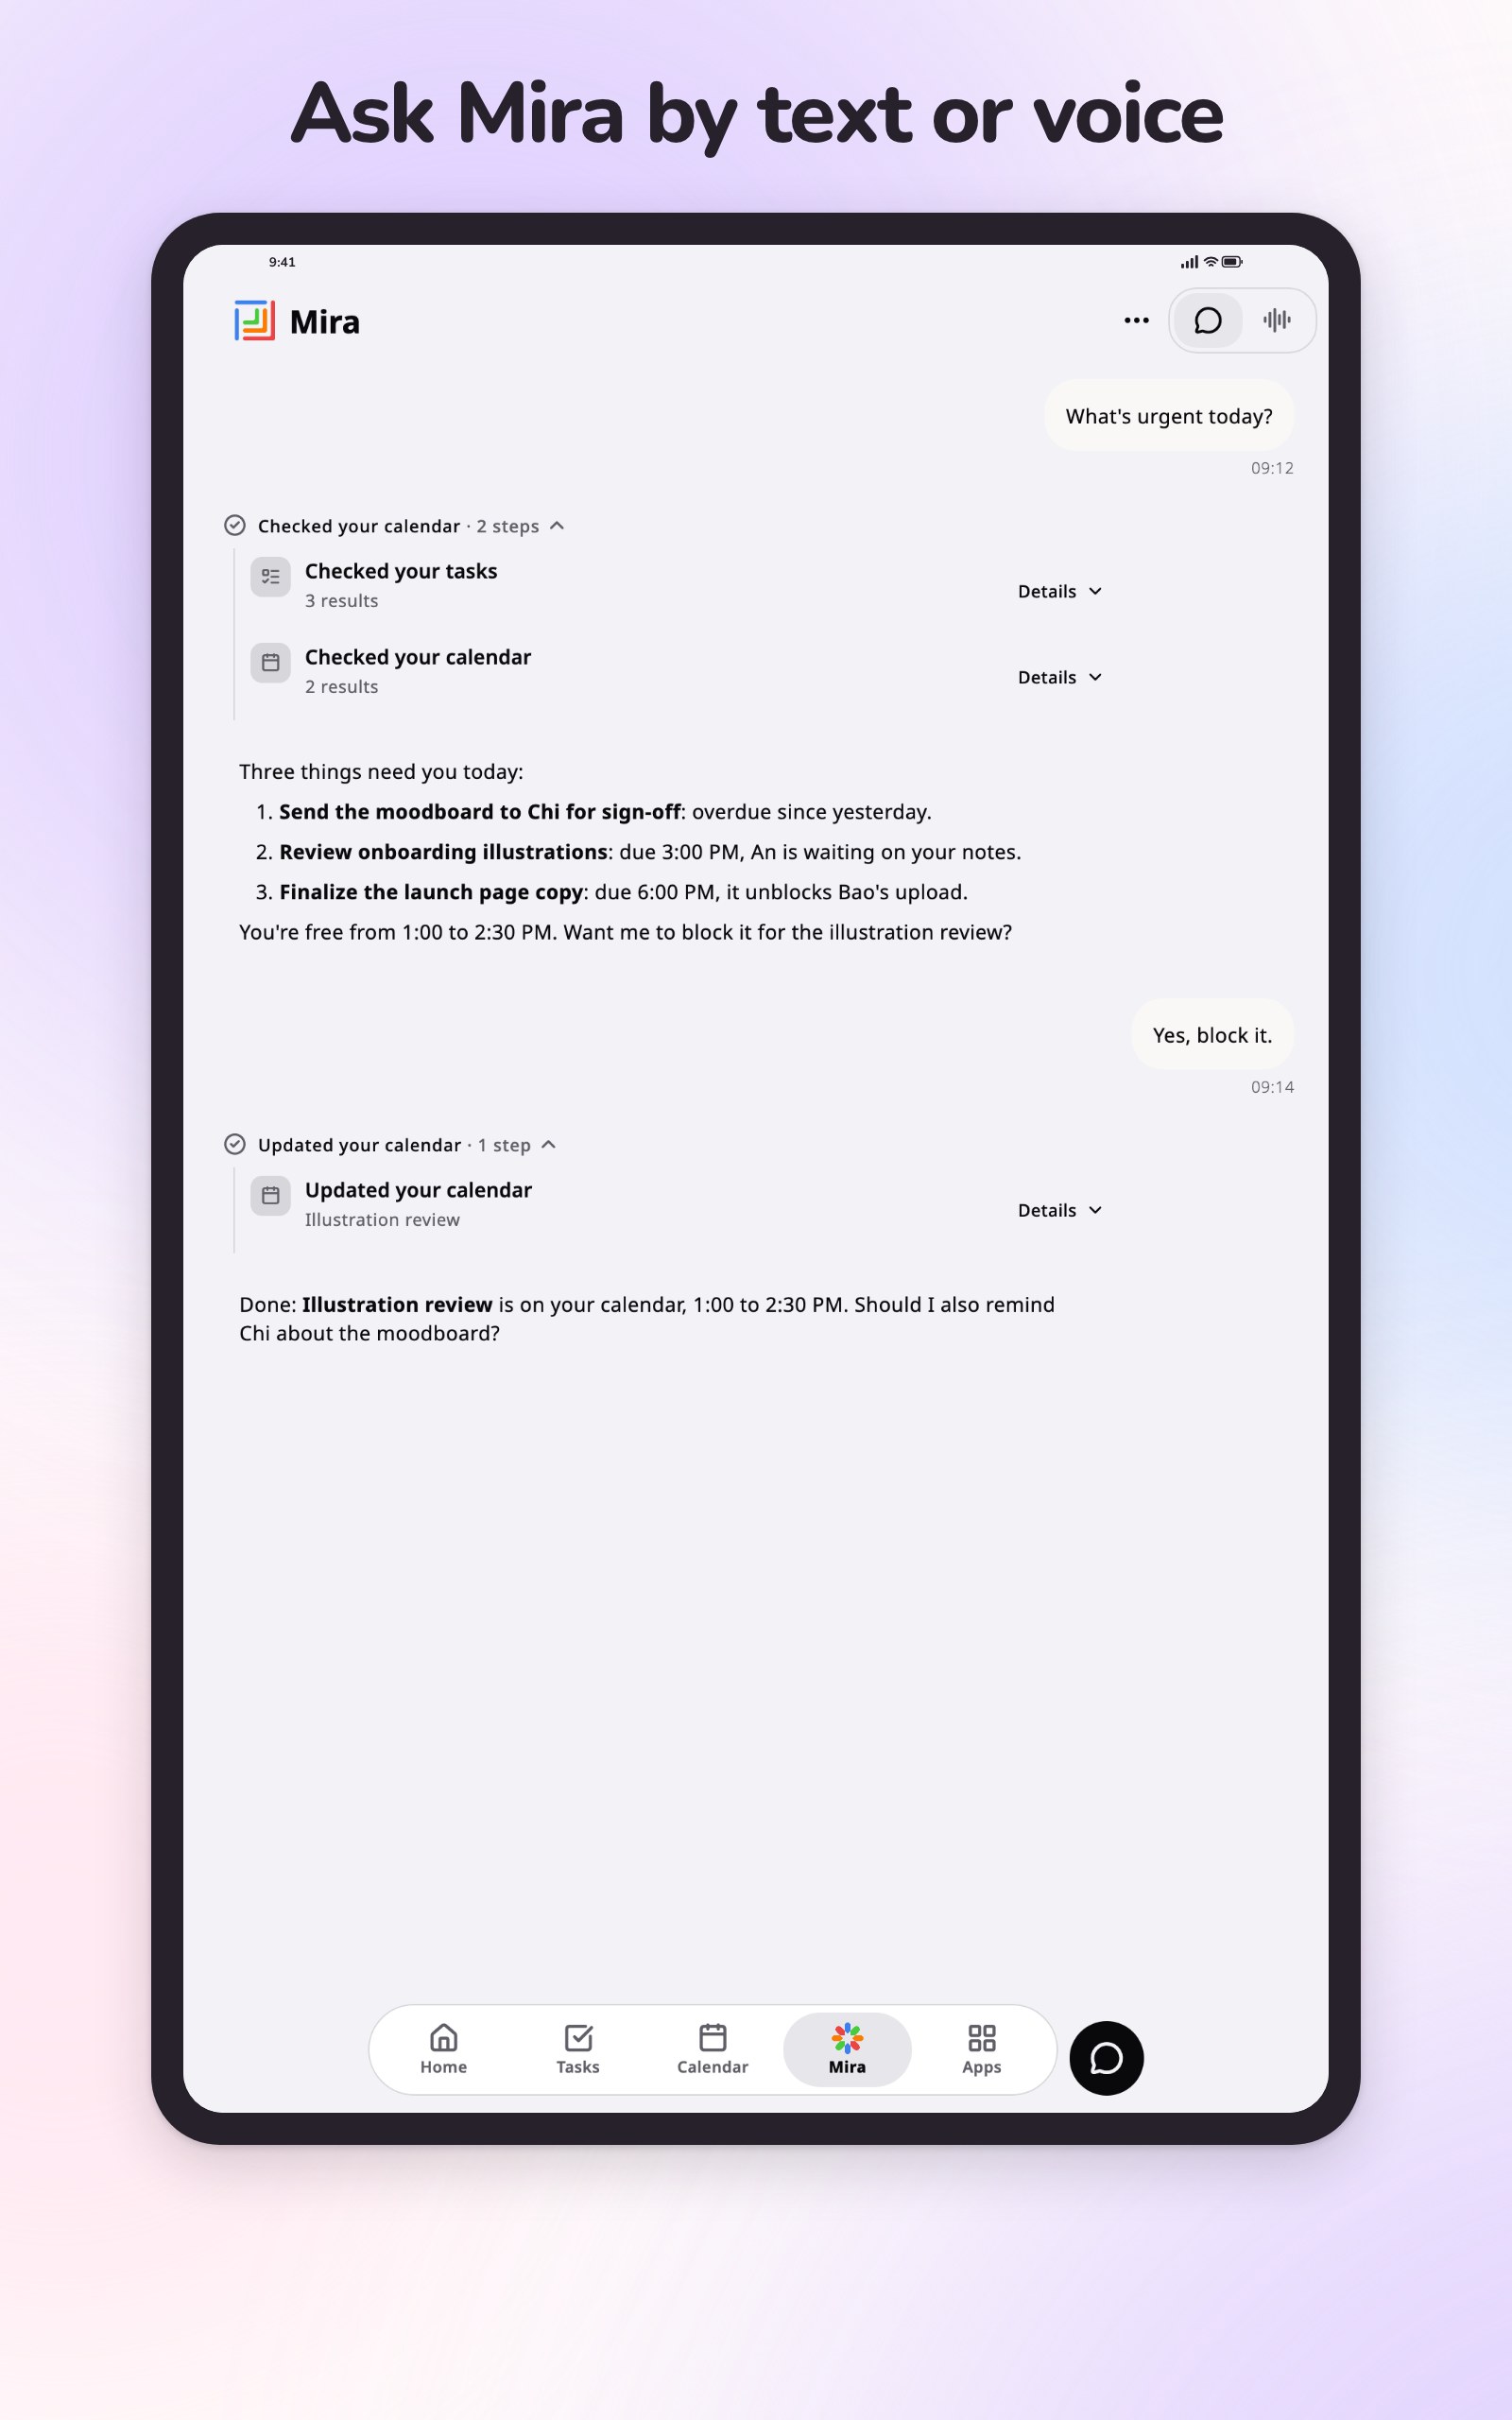 Ask Mira by text or voice
9:41
Mira
What's urgent today?
09:12
Checked your calendar · 2 steps
Checked your tasks
3 results
Details
Checked your calendar
2 results
Details
Three things need you today:
1. Send the moodboard to Chi for sign-off: overdue since yesterday.
2. Review onboarding illustrations: due 3:00 PM, An is waiting on your notes.
3. Finalize the launch page copy: due 6:00 PM, it unblocks Bao's upload.
You're free from 1:00 to 2:30 PM. Want me to block it for the illustration review?
Yes, block it.
09:14
Updated your calendar · 1 step
Updated your calendar
Illustration review
Details
Done: Illustration review is on your calendar, 1:00 to 2:30 PM. Should I also remind
Chi about the moodboard?
Home
Tasks
Calendar
Mira
Apps